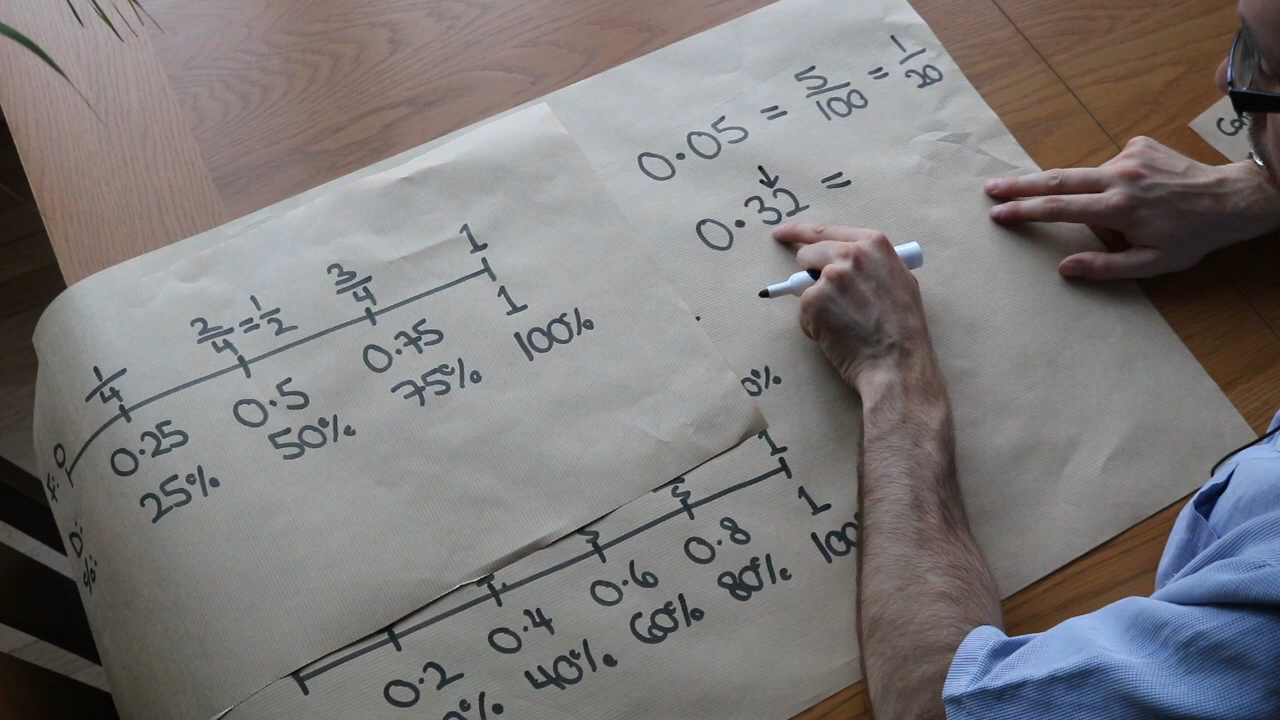 0.05 = 5/100 = 1/20
0.32 =
1/4 2/4 = 1/2 3/4 1
F: 0
D: 0.25 0.5 0.75 1
%: 25% 50% 75% 100%
0%
1
0.2 0.4 0.6 0.8 1
0% 40% 60% 80% 100